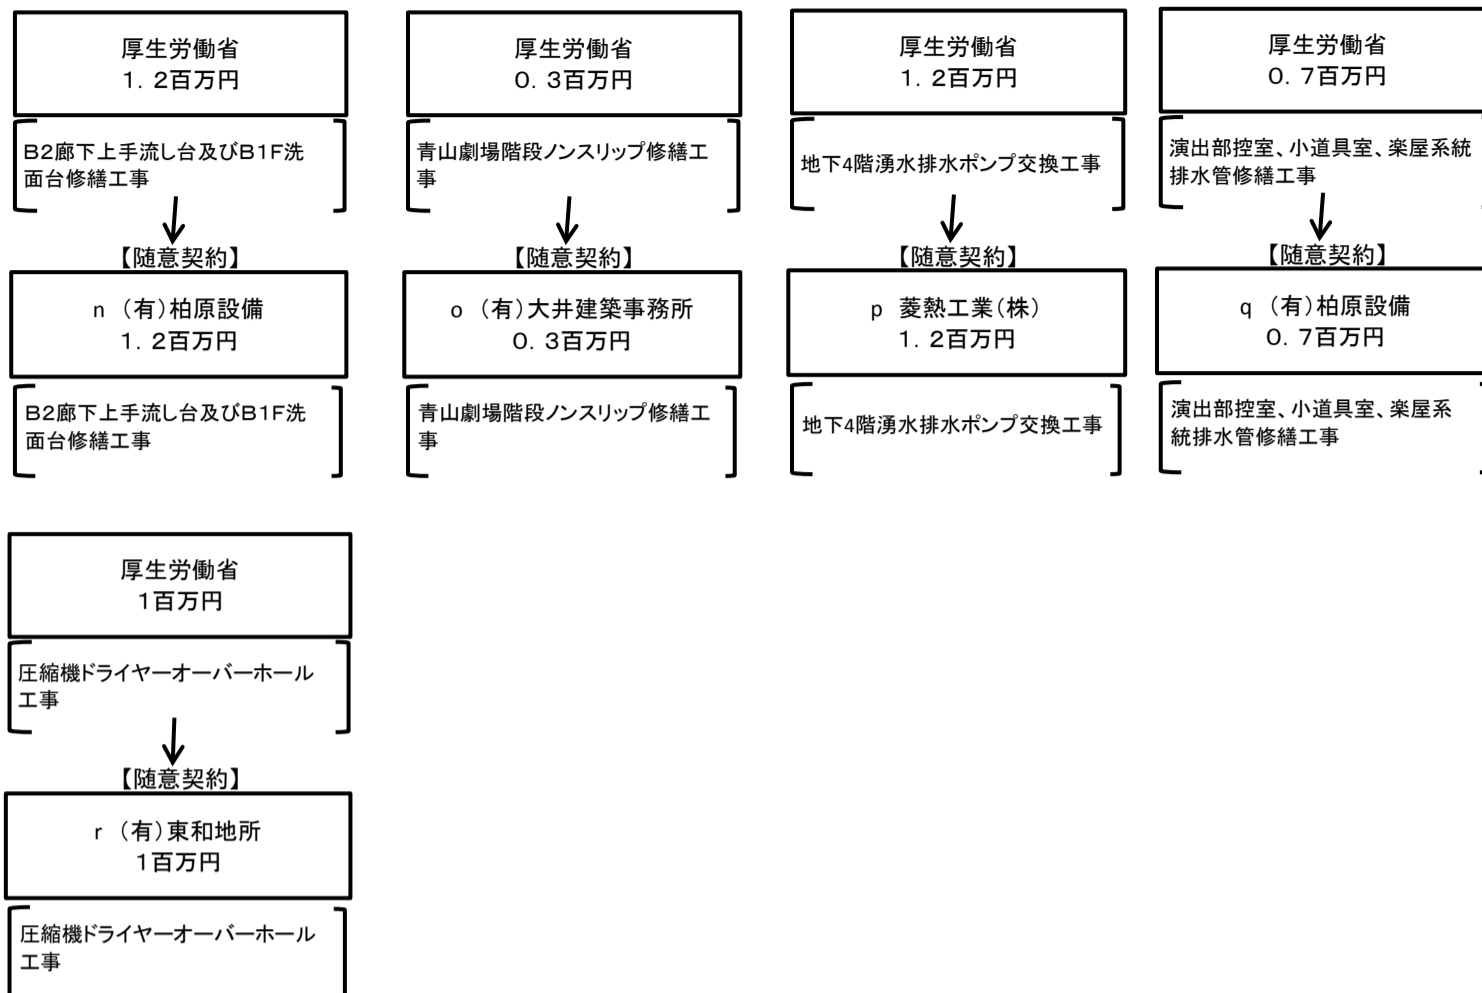 厚生労働省
1．2百万円
B2廊下上手流し台及びB1F洗
面台修繕工事
【随意契約】
n （有）柏原設備
1．2百万円
B2廊下上手流し台及びB1F洗
面台修繕工事
厚生労働省
0．3百万円
青山劇場階段ノンスリップ修繕工
事
【随意契約】
o （有）大井建築事務所
0．3百万円
青山劇場階段ノンスリップ修繕工
事
厚生労働省
1．2百万円
地下4階湧水排水ポンプ交換工事
【随意契約】
p 菱熱工業（株）
1．2百万円
地下4階湧水排水ポンプ交換工事
厚生労働省
0．7百万円
演出部控室、小道具室、楽屋系統
排水管修繕工事
【随意契約】
q （有）柏原設備
0．7百万円
演出部控室、小道具室、楽屋系
統排水管修繕工事
厚生労働省
1百万円
圧縮機ドライヤーオーバーホール
工事
【随意契約】
r （有）東和地所
1百万円
圧縮機ドライヤーオーバーホール
工事